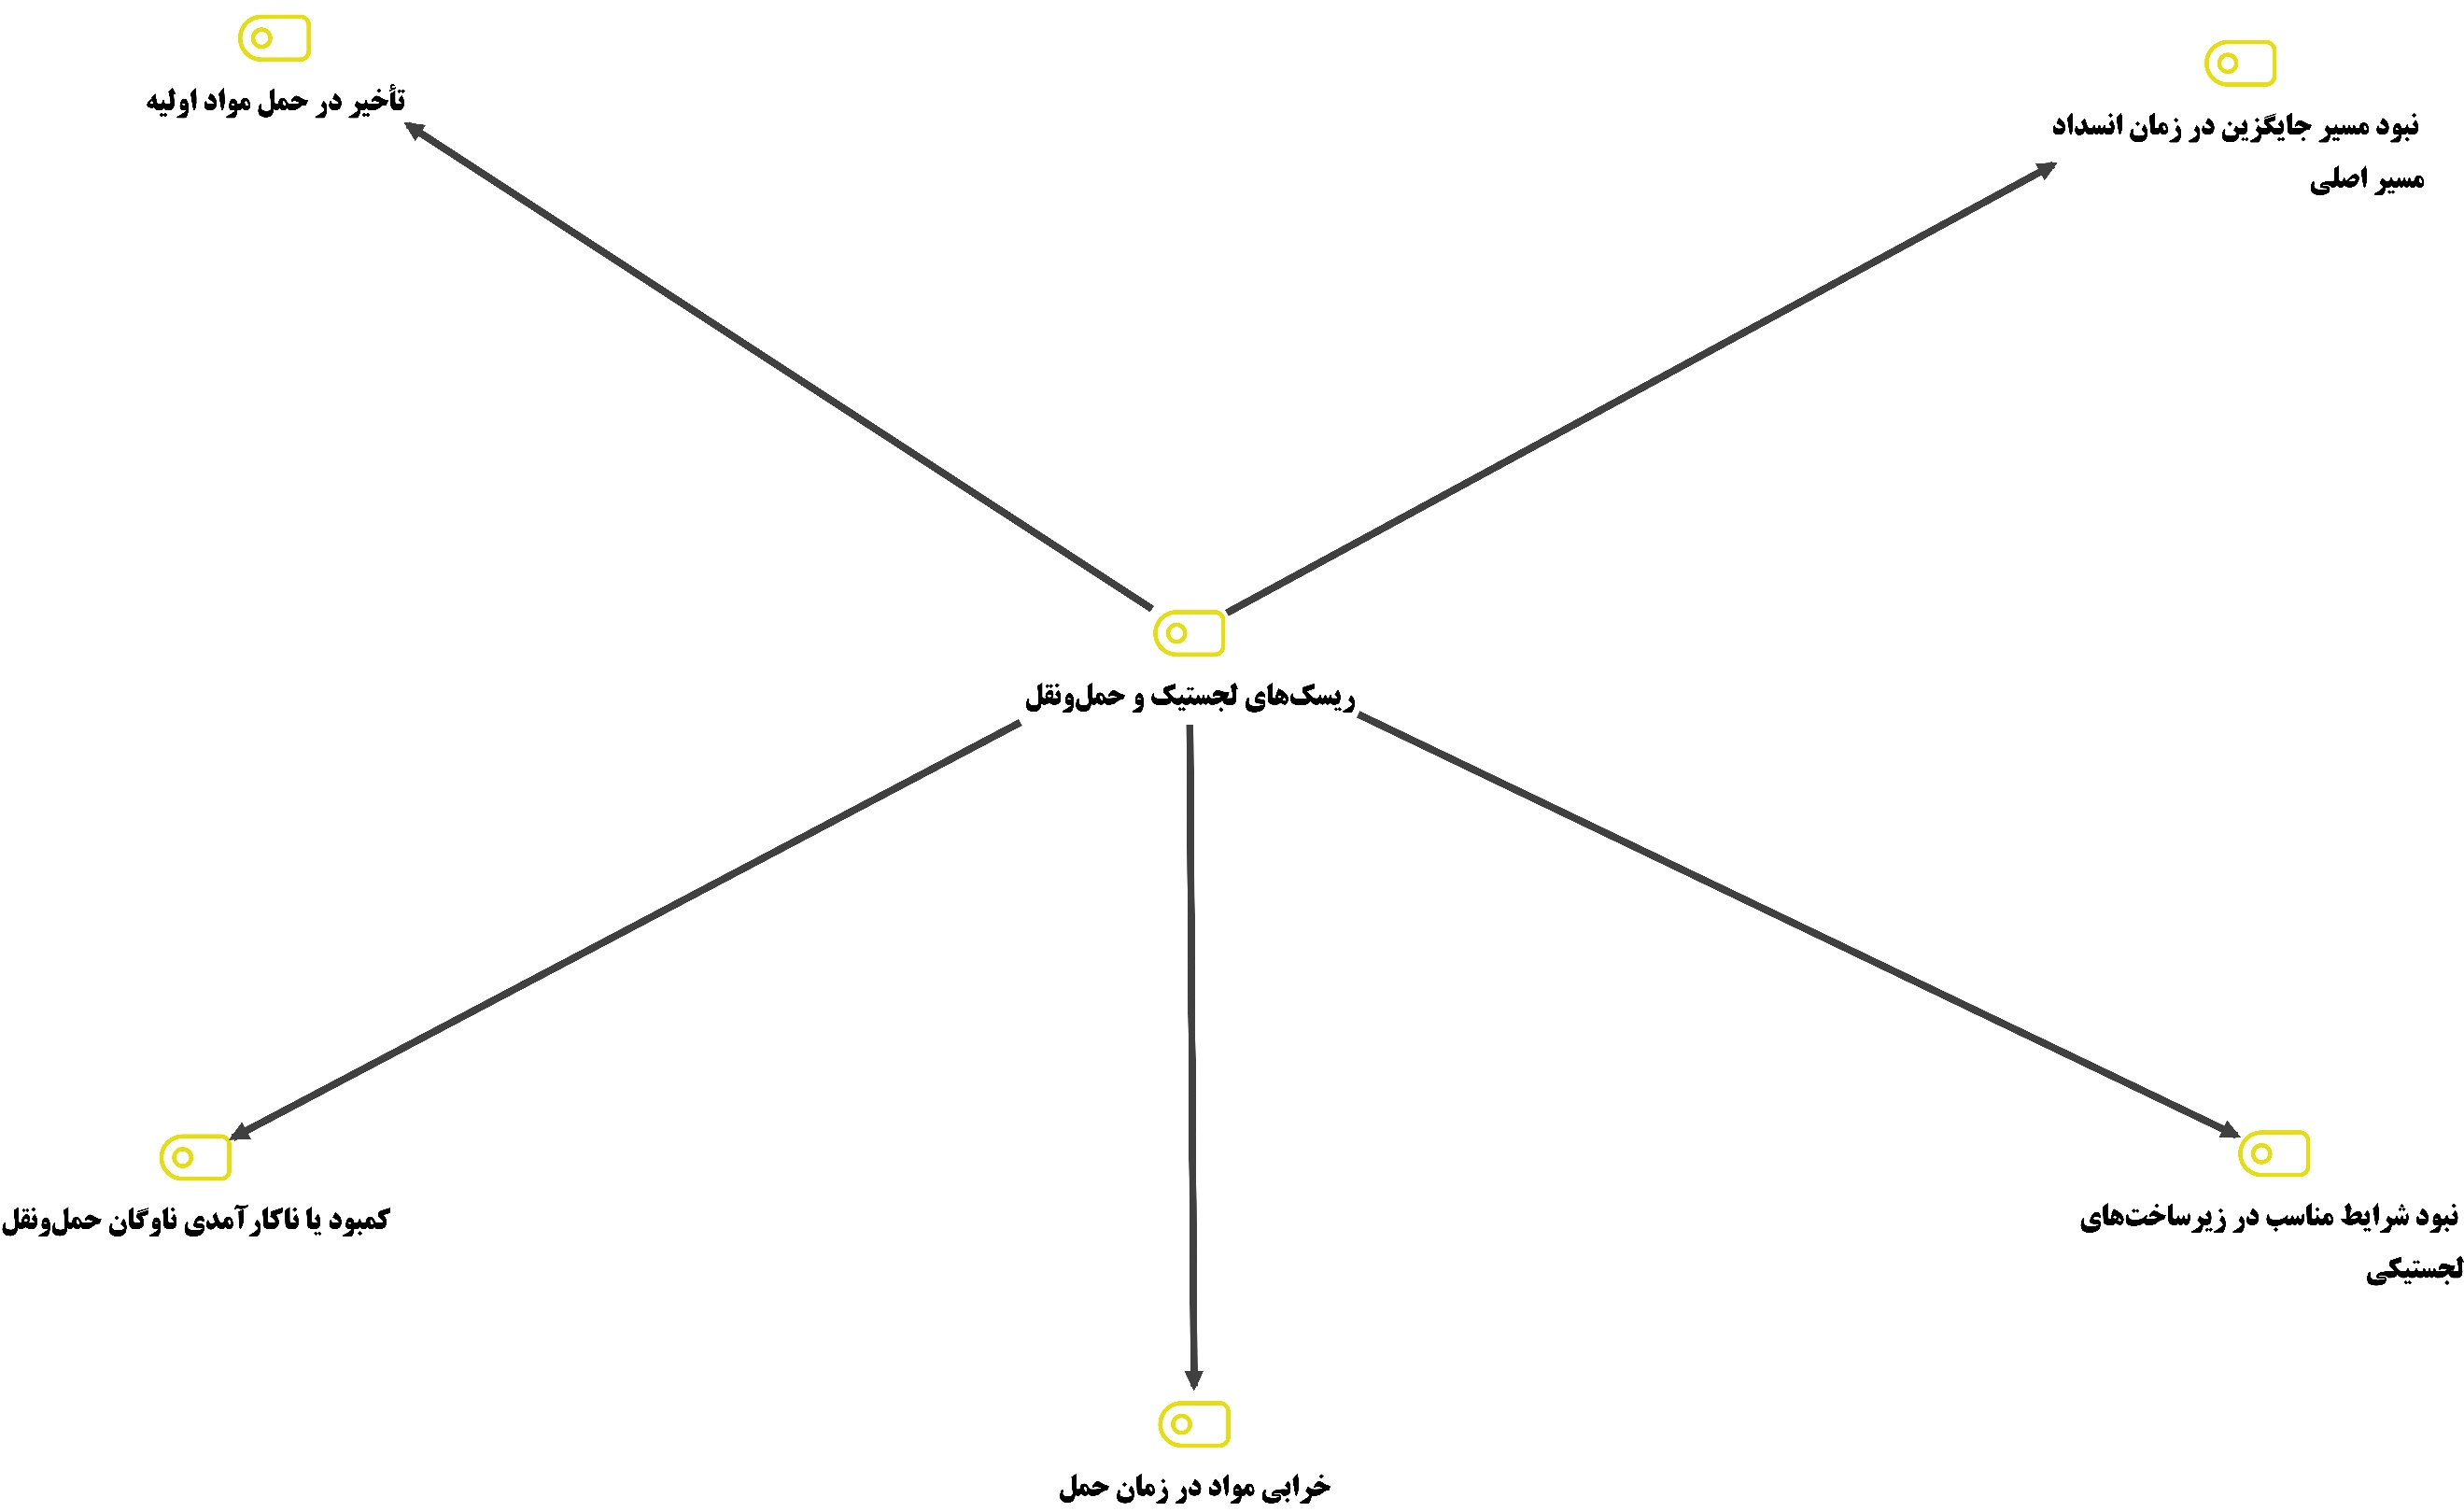 تأخیر در حمل مواد اولیه
نبود مسیر جایگزین در زمان انسداد
مسیر اصلی
ریسک‌های لجستیک و حمل‌ونقل
کمبود یا ناکارآمدی ناوگان حمل‌ونقل
نبود شرایط مناسب در زیرساخت‌های
لجستیکی
خرابی مواد در زمان حمل